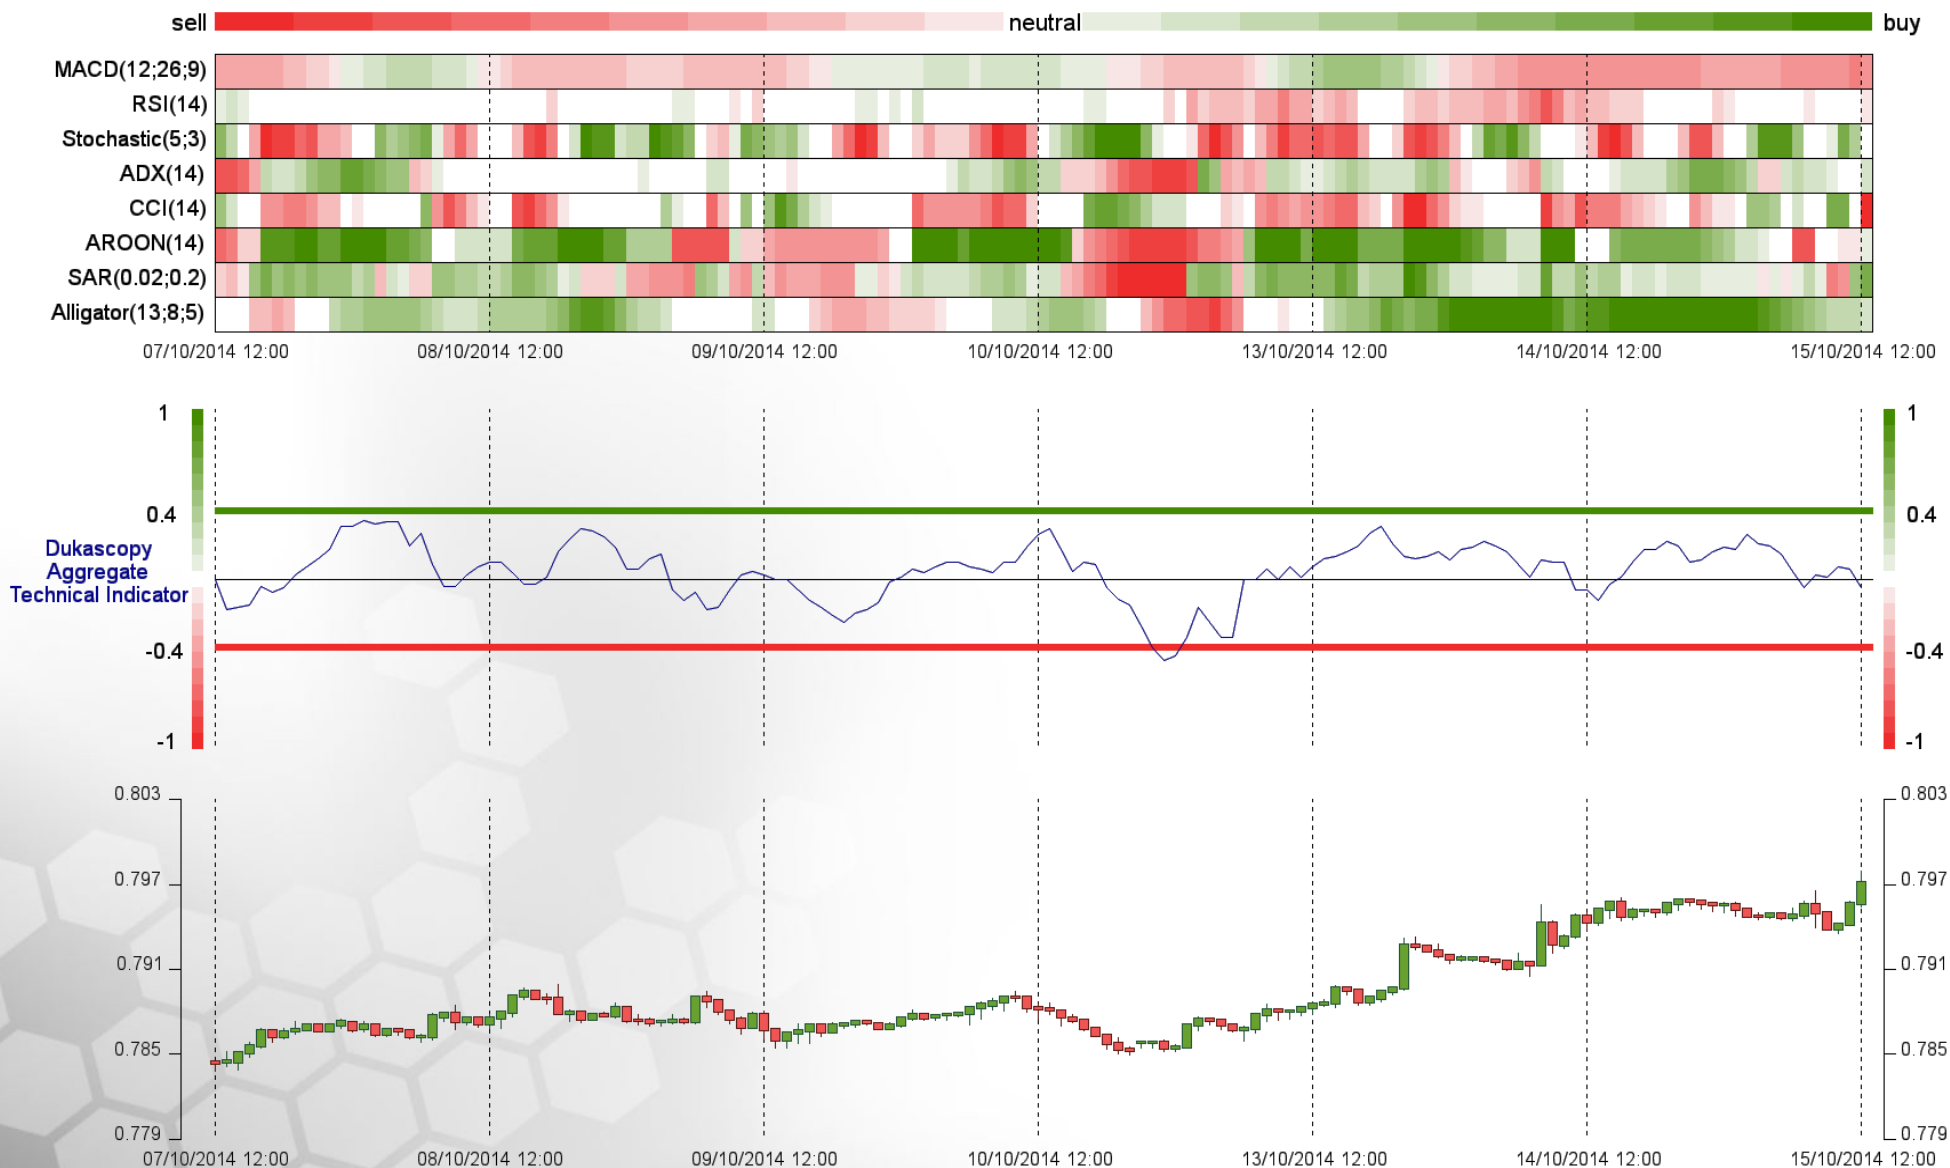 sell neutral buy
MACD(12;26;9)
RSI(14)
Stochastic(5;3)
ADX(14)
CCI(14)
AROON(14)
SAR(0.02;0.2)
Alligator(13;8;5)
07/10/2014 12:00 08/10/2014 12:00 09/10/2014 12:00 10/10/2014 12:00 13/10/2014 12:00 14/10/2014 12:00 15/10/2014 12:00
1 1
0.4 0.4
Dukascopy
Aggregate
Technical Indicator
-0.4 -0.4
-1 -1
0.803 0.803
0.797 0.797
0.791 0.791
0.785 0.785
0.779 0.779
07/10/2014 12:00 08/10/2014 12:00 09/10/2014 12:00 10/10/2014 12:00 13/10/2014 12:00 14/10/2014 12:00 15/10/2014 12:00